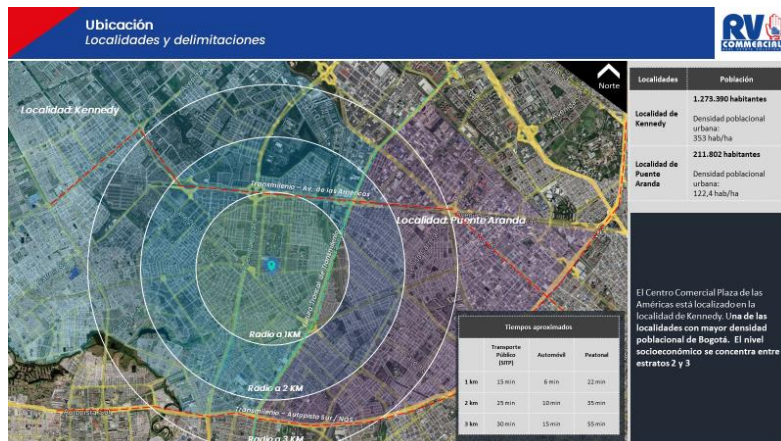 Ubicación
Localidades y delimitaciones
RV
COMMERCIAL
Norte
Localidad: Kennedy
Transmilenio - Av. de las Américas
Localidad: Puente Aranda
Radio a 1KM
Radio a 2 KM
Radio a 3 KM
Transmilenio - Autopista Sur / NQS
Localidades
Población
Localidad de
Kennedy
1.273.390 habitantes
Densidad poblacional
urbana:
353 hab/ha
Localidad de
Puente
Aranda
211.802 habitantes
Densidad poblacional
urbana:
122,4 hab/ha
El Centro Comercial Plaza de las
Américas está localizado en la
localidad de Kennedy. Una de las
localidades con mayor densidad
poblacional de Bogotá. El nivel
socioeconómico se concentra entre
estratos 2 y 3
Tiempos aproximados
Transporte
Público
(SITP)
Automóvil
Peatonal
1 km 15 min 6 min 22 min
2 km 25 min 10 min 35 min
3 km 30 min 15 min 55 min